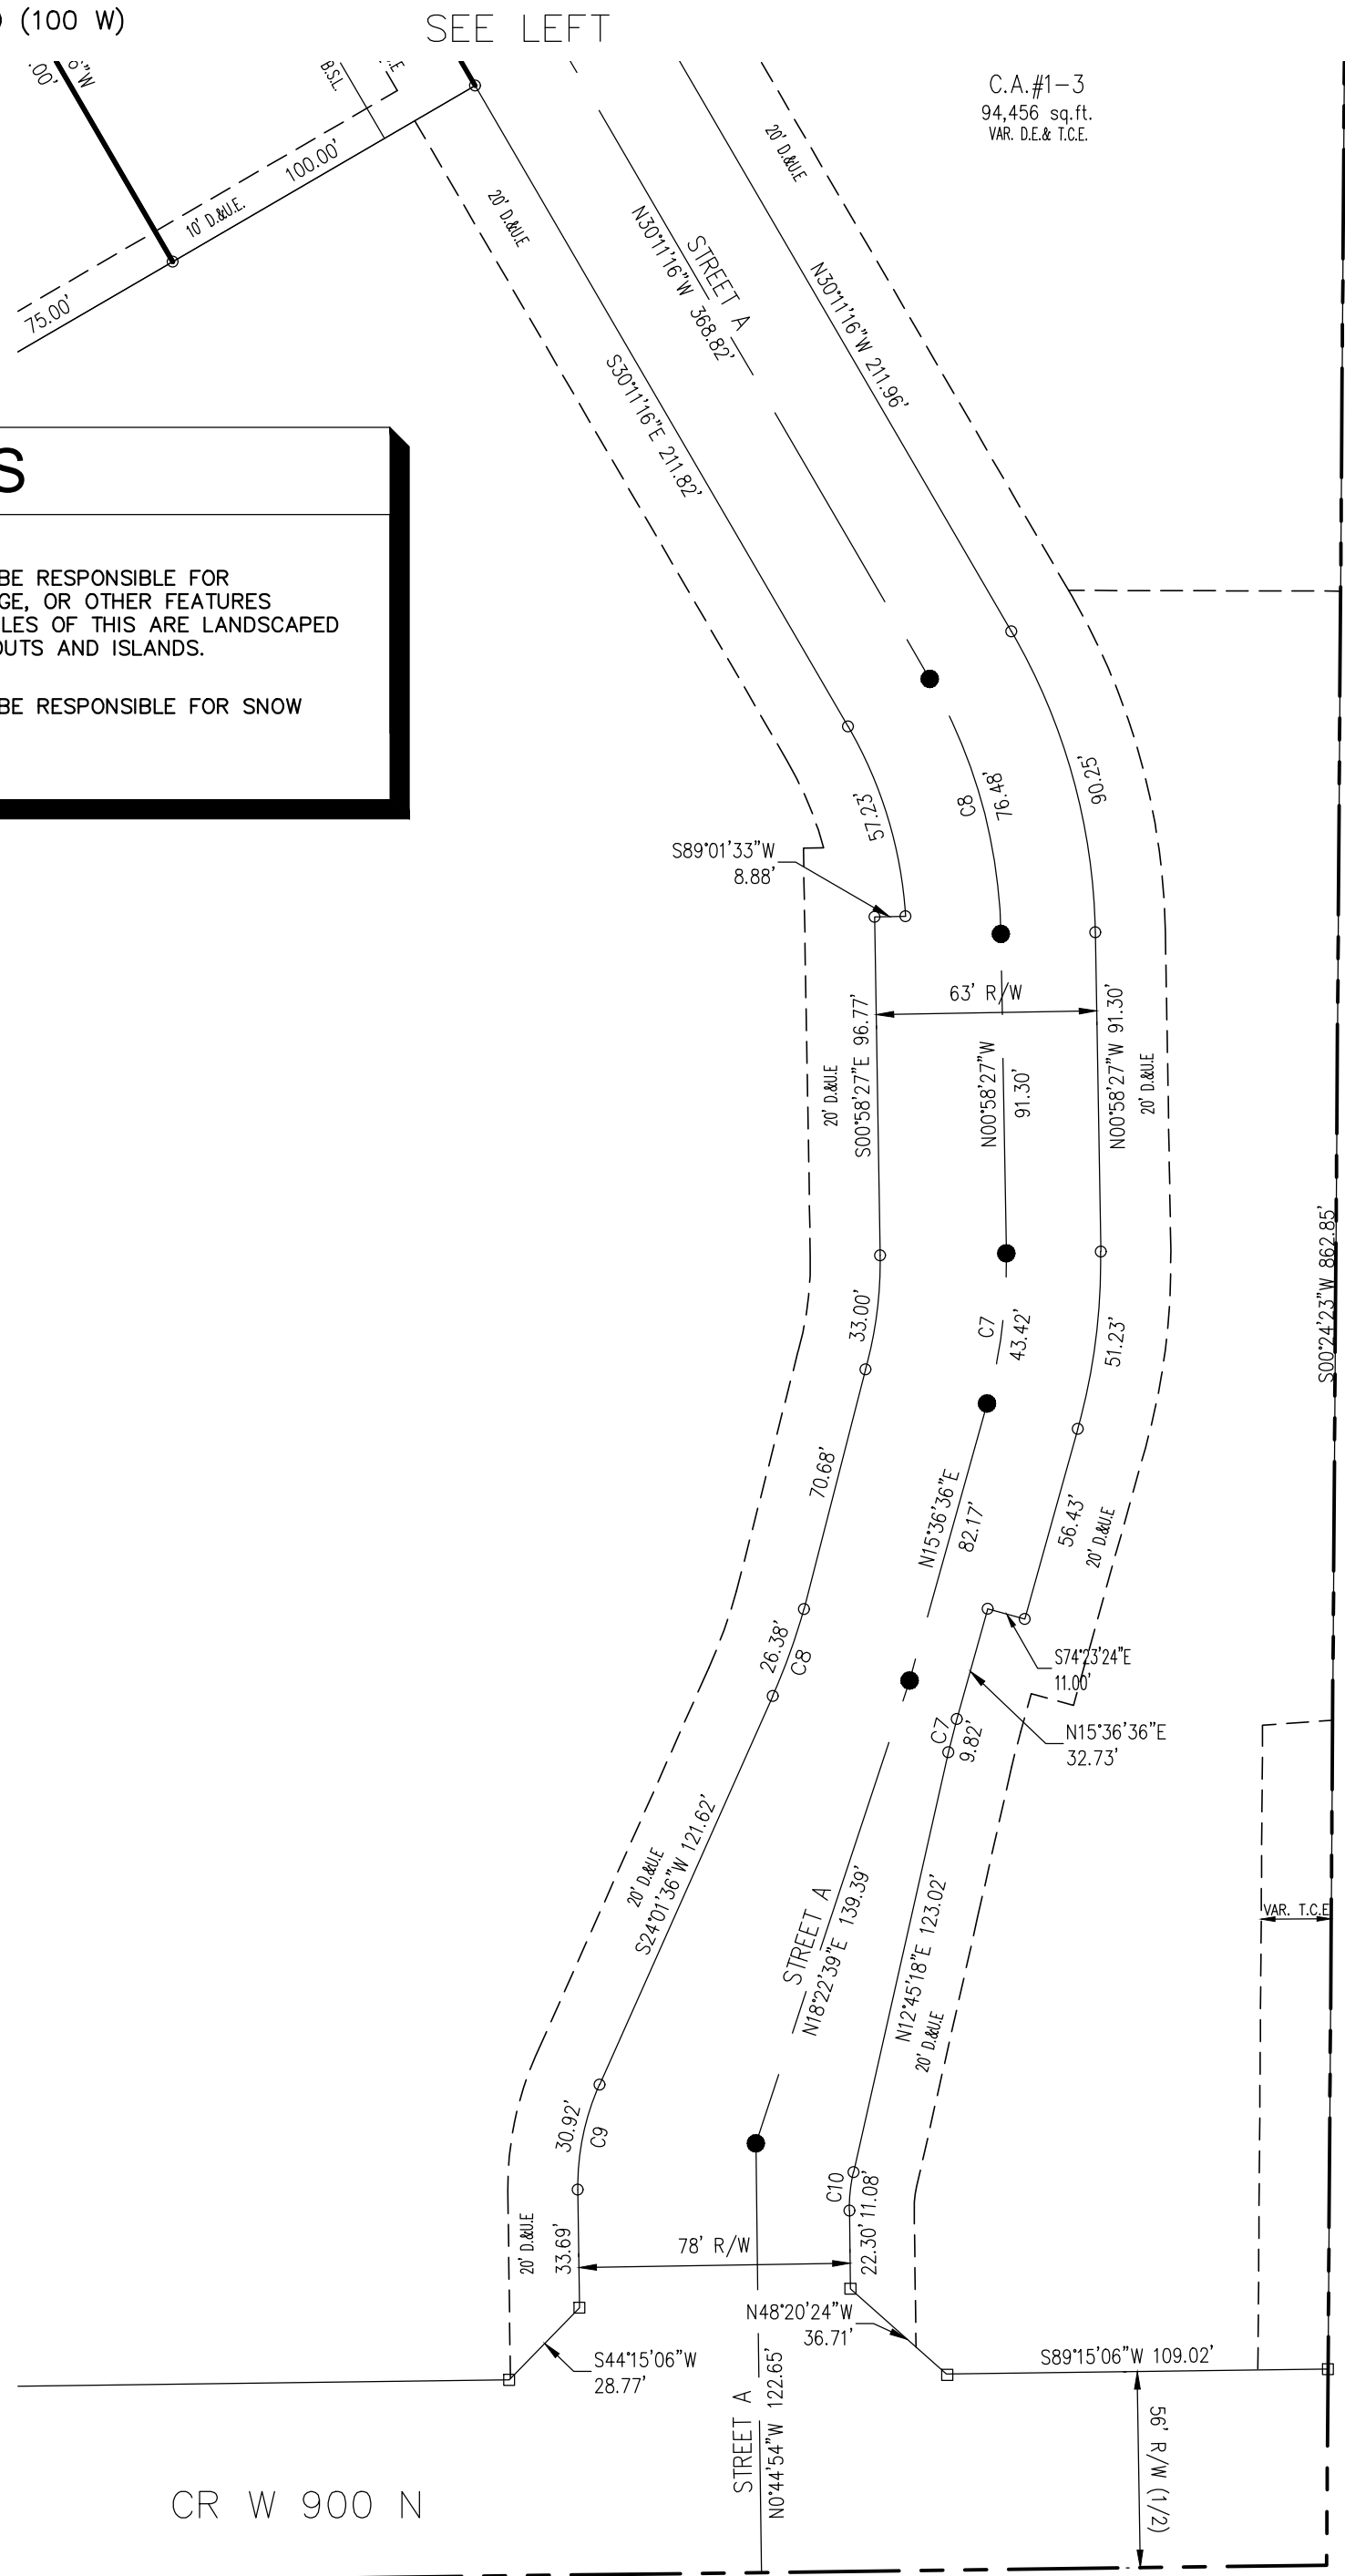 (100 W)
SEE LEFT
C.A.#1-3
94,456 sq.ft.
VAR. D.E.& T.C.E.
.00'
B.S.L.
100.00'
10' D.&U.E.
75.00'
20' D.&U.E
20' D.&U.E
STREET A
N30°11'16"W 368.82'
N30°11'16"W 211.96'
S30°11'16"E 211.82'
S
BE RESPONSIBLE FOR
GE, OR OTHER FEATURES
LES OF THIS ARE LANDSCAPED
OUTS AND ISLANDS.
BE RESPONSIBLE FOR SNOW
57.23'
C8
76.48'
90.25'
S89°01'33"W
8.88'
63' R/W
20' D.&U.E
S00°58'27"E 96.77'
N00°58'27"W
91.30'
N00°58'27"W 91.30'
20' D.&U.E
S00°24'23"W 862.85'
33.00'
C7
43.42'
51.23'
70.68'
N15°36'36"E
82.17'
56.43'
20' D.&U.E
26.38'
C8
S74°23'24"E
11.00'
C7
9.82'
N15°36'36"E
32.73'
20' D.&U.E
S24°01'36"W 121.62'
STREET A
N18°22'39"E 139.39'
N12°45'18"E 123.02'
20' D.&U.E
VAR. T.C.E
30.92'
C9
C10
11.08'
20' D.&U.E
33.69'
78' R/W
22.30'
N48°20'24"W
36.71'
S44°15'06"W
28.77'
S89°15'06"W 109.02'
STREET A
N0°44'54"W 122.65'
56' R/W (1/2)
CR W 900 N